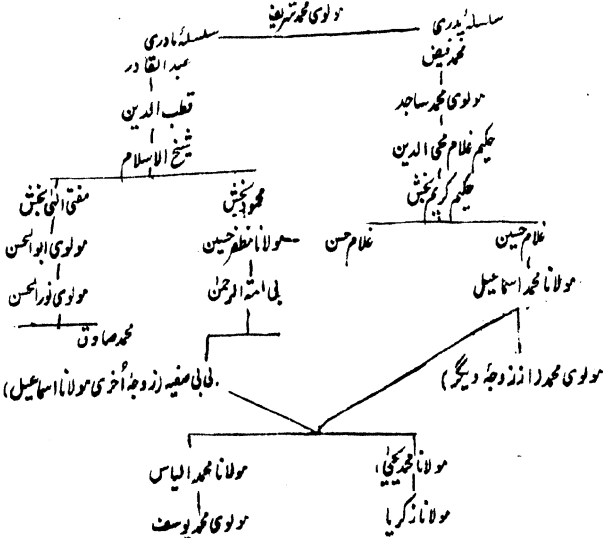 مولوی محمد شریف
سلسلۂ پدری
سلسلۂ مادری
محمد فیض
عبد القادر
مولوی محمد ساجد
قطب الدین
حکیم غلام محی الدین
شیخ الاسلام
حکیم کریم بخش
محمود بخش
مفتی الٰہی بخش
غلام حسین
غلام حسن
مولانا مظفر حسین
مولوی ابو الحسن
مولانا محمد اسماعیل
بی امتہ الرحمٰن
مولوی نور الحسن
محمد صادق
مولوی محمد (از زوجۂ دیگر)
بی بی صفیہ (زوجۂ اُخری مولانا اسماعیل)
مولانا محمد یحییٰ
مولانا محمد الیاس
مولانا زکریا
مولوی محمد یوسف